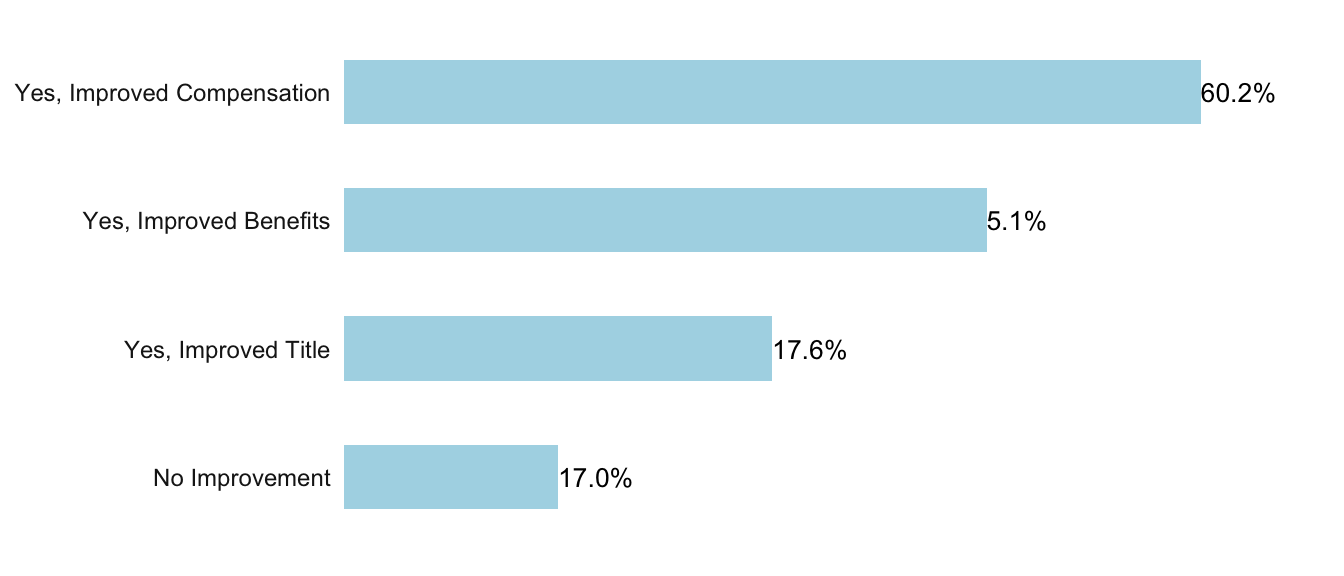 Yes, Improved Compensation 60.2%
Yes, Improved Benefits 5.1%
Yes, Improved Title 17.6%
No Improvement 17.0%